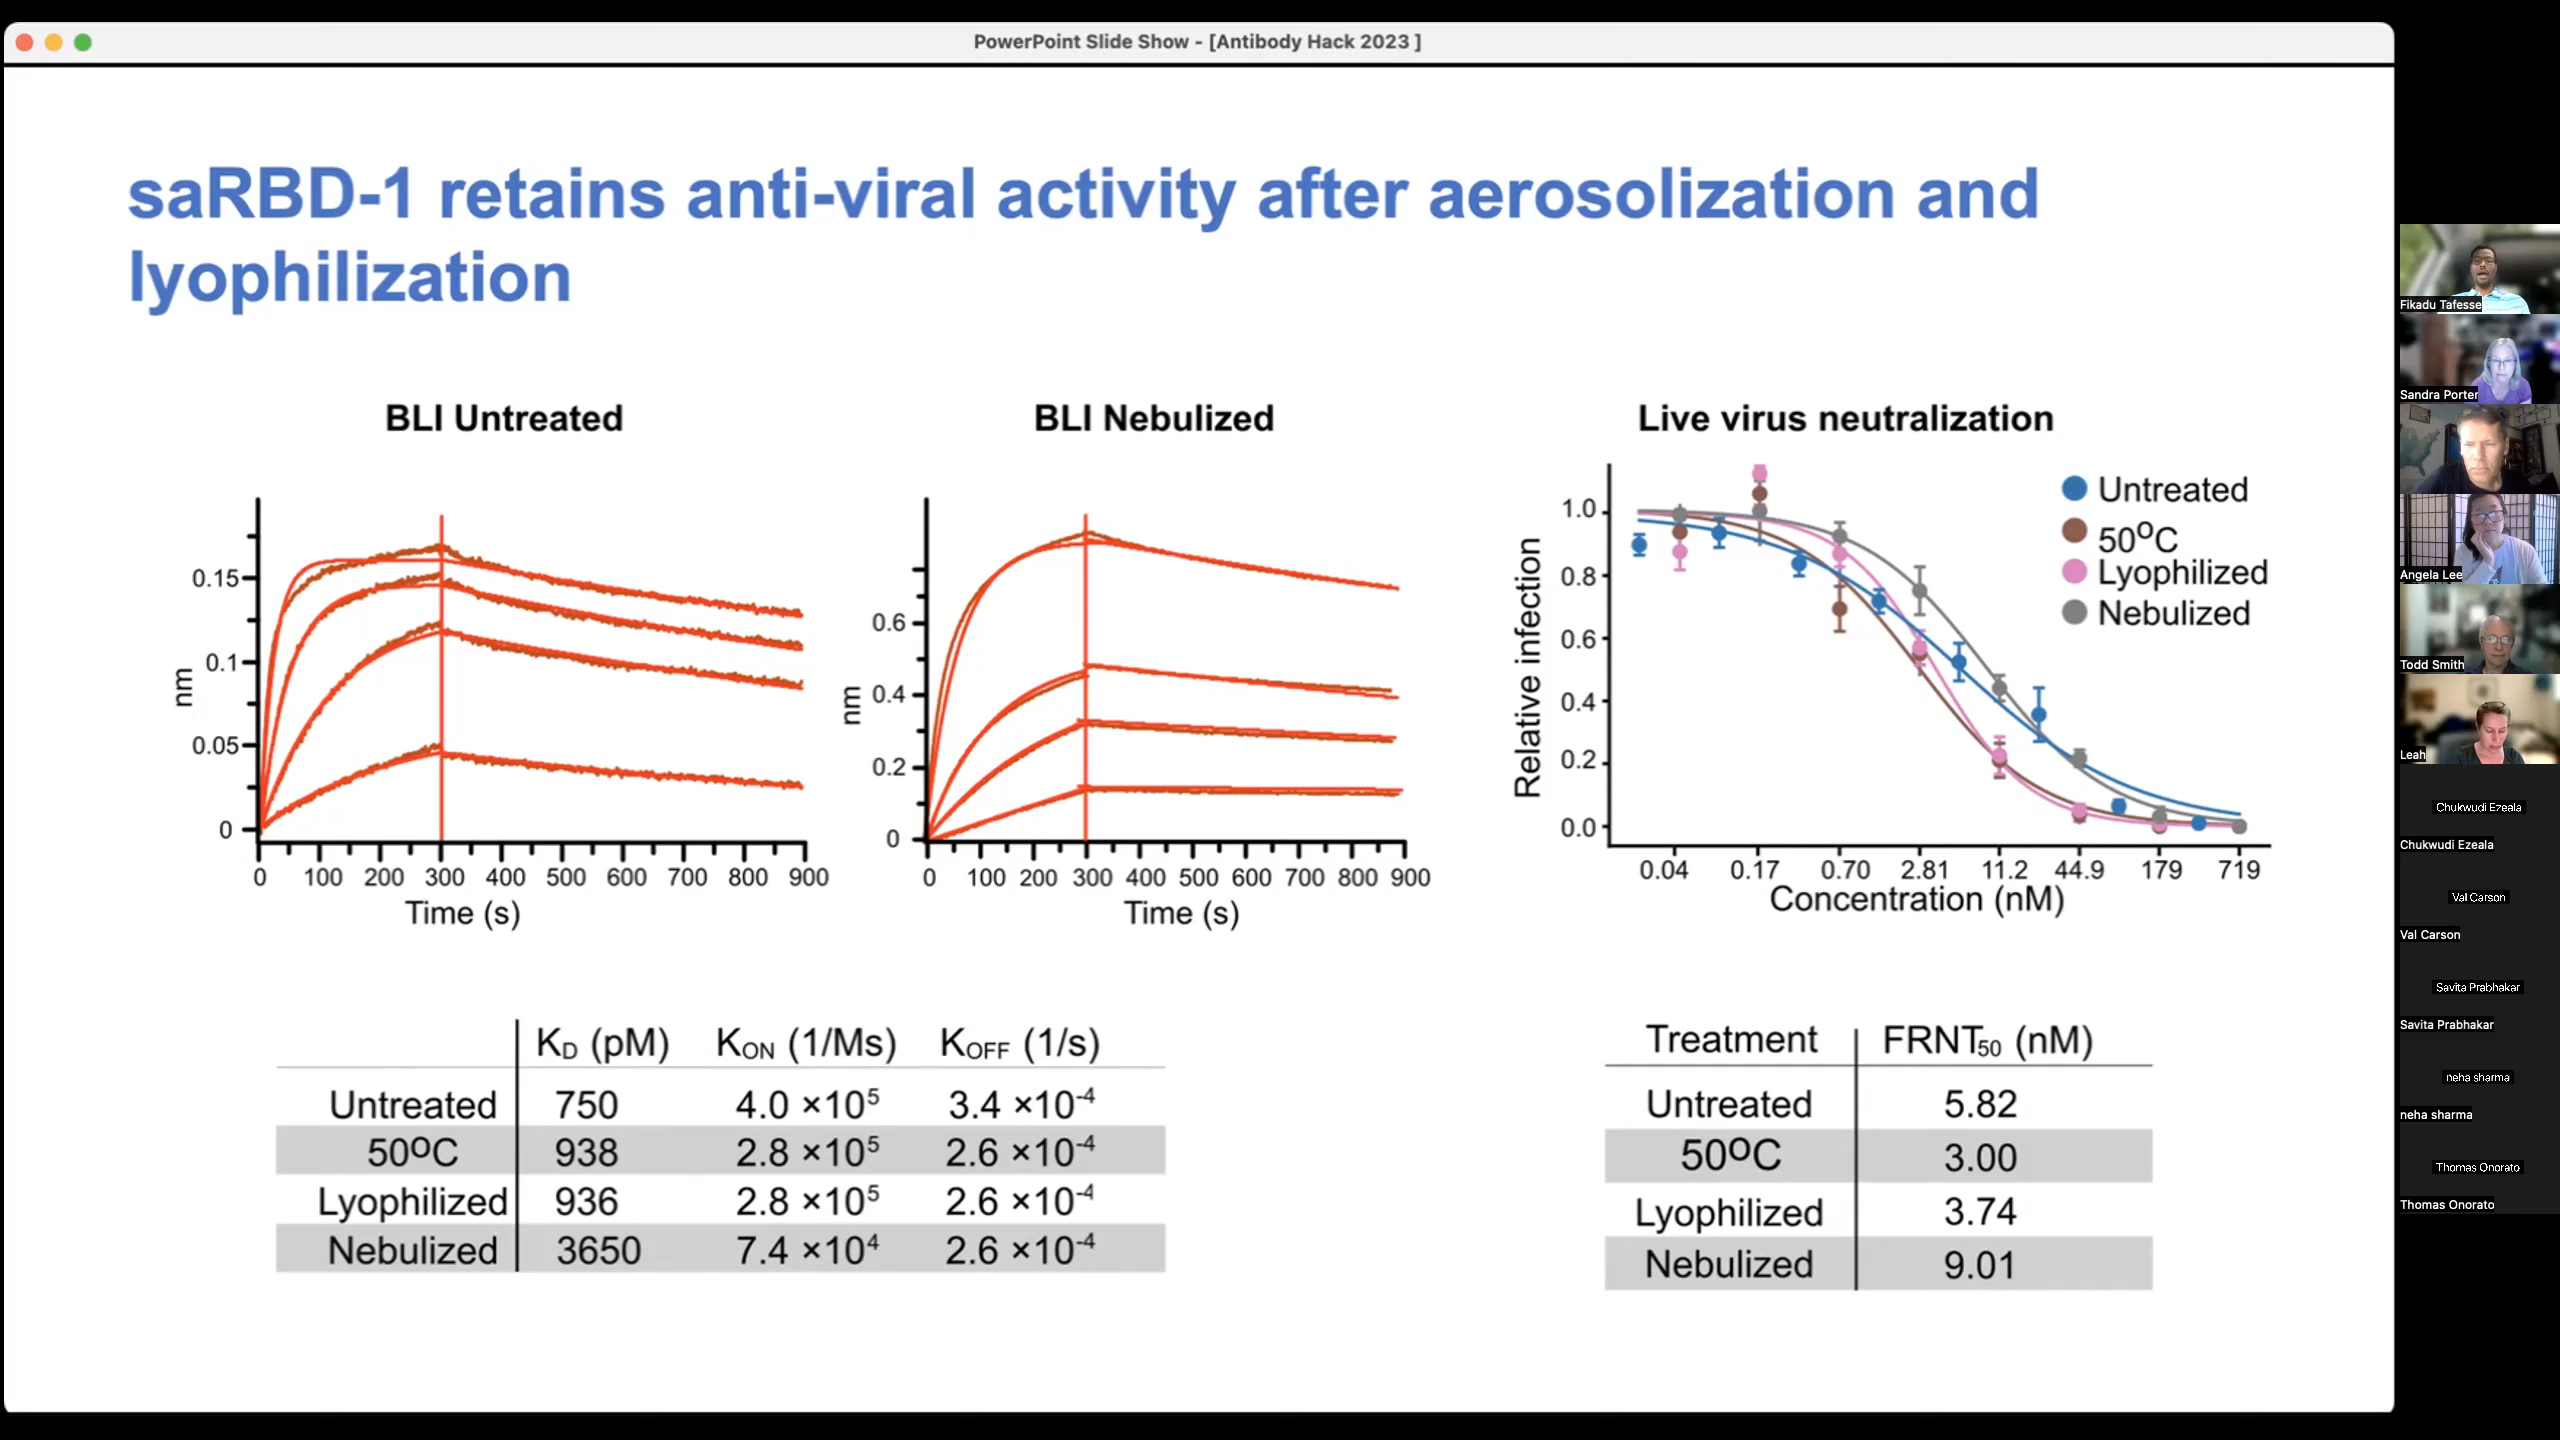 PowerPoint Slide Show - [Antibody Hack 2023 ]
saRBD-1 retains anti-viral activity after aerosolization and
lyophilization
BLI Untreated
nm
0.15
0.1
0.05
0
0 100 200 300 400 500 600 700 800 900
Time (s)
BLI Nebulized
nm
0.6
0.4
0.2
0
0 100 200 300 400 500 600 700 800 900
Time (s)
Live virus neutralization
Untreated
50ºC
Lyophilized
Nebulized
Relative infection
1.0
0.8
0.6
0.4
0.2
0.0
0.04 0.17 0.70 2.81 11.2 44.9 179 719
Concentration (nM)
K_D (pM) K_ON (1/Ms) K_OFF (1/s)
Untreated 750 4.0 ×10⁵ 3.4 ×10⁻⁴
50ºC 938 2.8 ×10⁵ 2.6 ×10⁻⁴
Lyophilized 936 2.8 ×10⁵ 2.6 ×10⁻⁴
Nebulized 3650 7.4 ×10⁴ 2.6 ×10⁻⁴
Treatment FRNT₅₀ (nM)
Untreated 5.82
50ºC 3.00
Lyophilized 3.74
Nebulized 9.01
Fikadu Tafesse
Sandra Porter
Angela Lee
Todd Smith
Leah
Chukwudi Ezeala
Chukwudi Ezeala
Val Carson
Val Carson
Savita Prabhakar
Savita Prabhakar
neha sharma
neha sharma
Thomas Onorato
Thomas Onorato